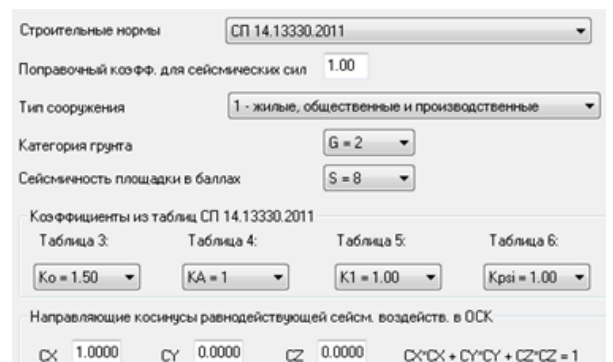 Строительные нормы СП 14.13330.2011
Поправочный коэфф. для сейсмических сил 1.00
Тип сооружения 1 - жилые, общественные и производственные
Категория грунта G = 2
Сейсмичность площадки в баллах S = 8
Коэффициенты из таблиц СП 14.13330.2011
Таблица 3: Таблица 4: Таблица 5: Таблица 6:
Ko = 1.50 KA = 1 K1 = 1.00 Kpsi = 1.00
Направляющие косинусы равнодействующей сейсм. воздейств. в ОСК
CX 1.0000 CY 0.0000 CZ 0.0000 CX*CX + CY*CY + CZ*CZ = 1